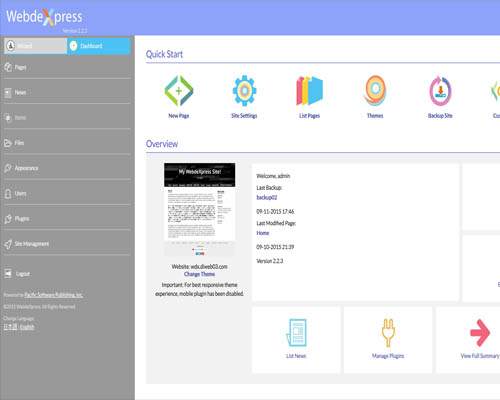 WebdeXpress
Version 2.2.3
Wizard
Dashboard
Pages
News
Items
Files
Appearance
Users
Plugins
Site Management
Logout
Powered by Pacific Software Publishing, Inc.
©2015 WebdeXpress. All Rights Reserved.
Change Language:
日本語 | English
Quick Start
New Page
Site Settings
List Pages
Themes
Backup Site
Overview
My WebdeXpress Site!
Website: wds.dliweb03.com
Change Theme
Important: For best responsive theme
experience, mobile plugin has been disabled.
Welcome, admin
Last Backup:
backup02
09-11-2015 17:46
Last Modified Page:
Home
09-10-2015 21:39
Version 2.2.3
List News
Manage Plugins
View Full Summary